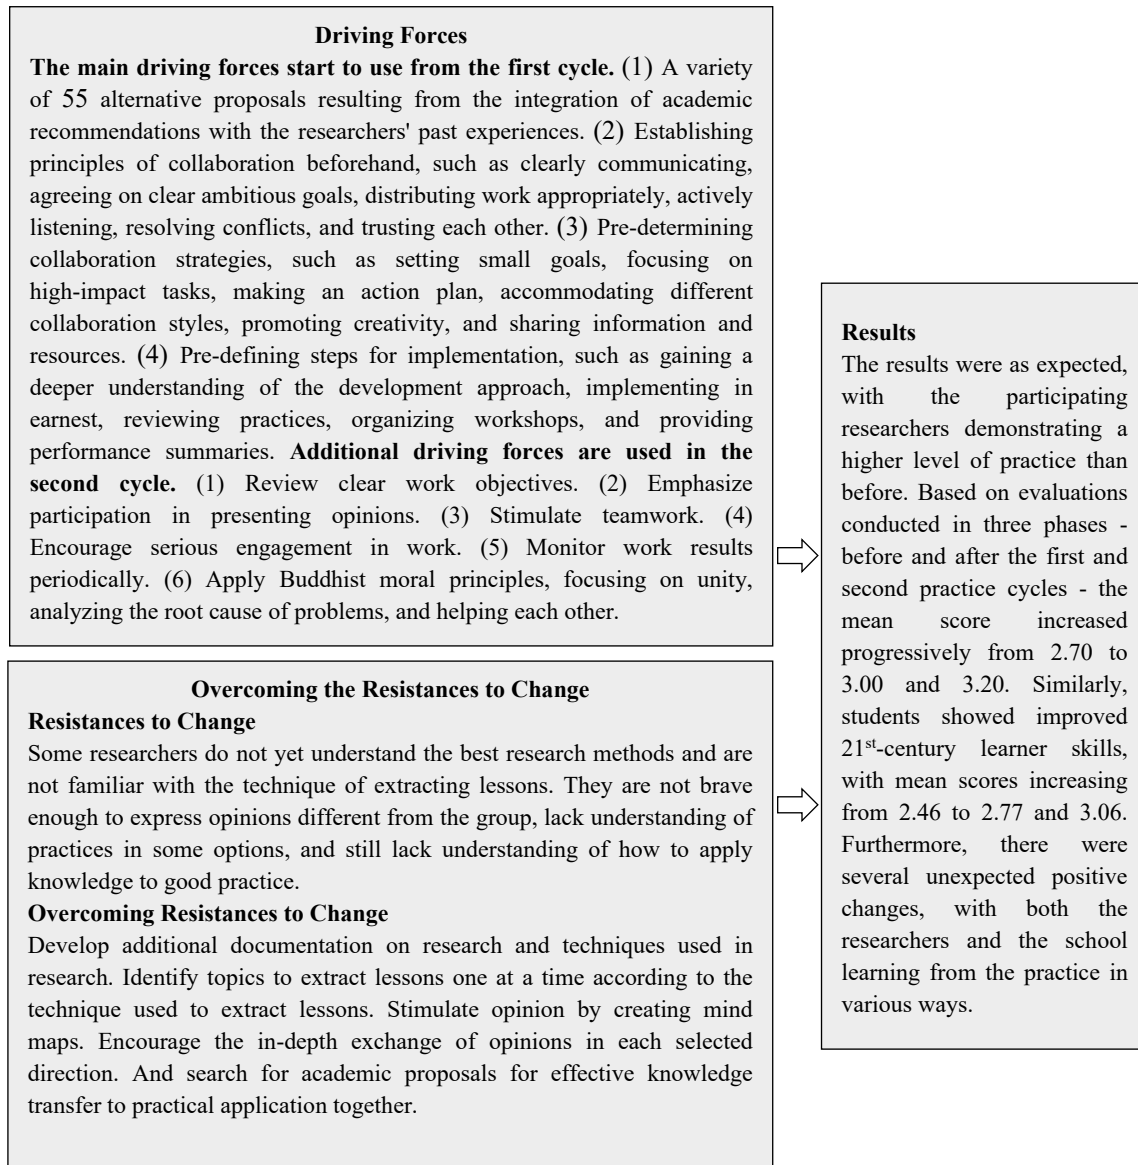 Driving Forces
The main driving forces start to use from the first cycle. (1) A variety
of 55 alternative proposals resulting from the integration of academic
recommendations with the researchers' past experiences. (2) Establishing
principles of collaboration beforehand, such as clearly communicating,
agreeing on clear ambitious goals, distributing work appropriately, actively
listening, resolving conflicts, and trusting each other. (3) Pre-determining
collaboration strategies, such as setting small goals, focusing on
high-impact tasks, making an action plan, accommodating different
collaboration styles, promoting creativity, and sharing information and
resources. (4) Pre-defining steps for implementation, such as gaining a
deeper understanding of the development approach, implementing in
earnest, reviewing practices, organizing workshops, and providing
performance summaries. Additional driving forces are used in the
second cycle. (1) Review clear work objectives. (2) Emphasize
participation in presenting opinions. (3) Stimulate teamwork. (4)
Encourage serious engagement in work. (5) Monitor work results
periodically. (6) Apply Buddhist moral principles, focusing on unity,
analyzing the root cause of problems, and helping each other.
Overcoming the Resistances to Change
Resistances to Change
Some researchers do not yet understand the best research methods and are
not familiar with the technique of extracting lessons. They are not brave
enough to express opinions different from the group, lack understanding of
practices in some options, and still lack understanding of how to apply
knowledge to good practice.
Overcoming Resistances to Change
Develop additional documentation on research and techniques used in
research. Identify topics to extract lessons one at a time according to the
technique used to extract lessons. Stimulate opinion by creating mind
maps. Encourage the in-depth exchange of opinions in each selected
direction. And search for academic proposals for effective knowledge
transfer to practical application together.
Results
The results were as expected,
with the participating
researchers demonstrating a
higher level of practice than
before. Based on evaluations
conducted in three phases -
before and after the first and
second practice cycles - the
mean score increased
progressively from 2.70 to
3.00 and 3.20. Similarly,
students showed improved
21st-century learner skills,
with mean scores increasing
from 2.46 to 2.77 and 3.06.
Furthermore, there were
several unexpected positive
changes, with both the
researchers and the school
learning from the practice in
various ways.